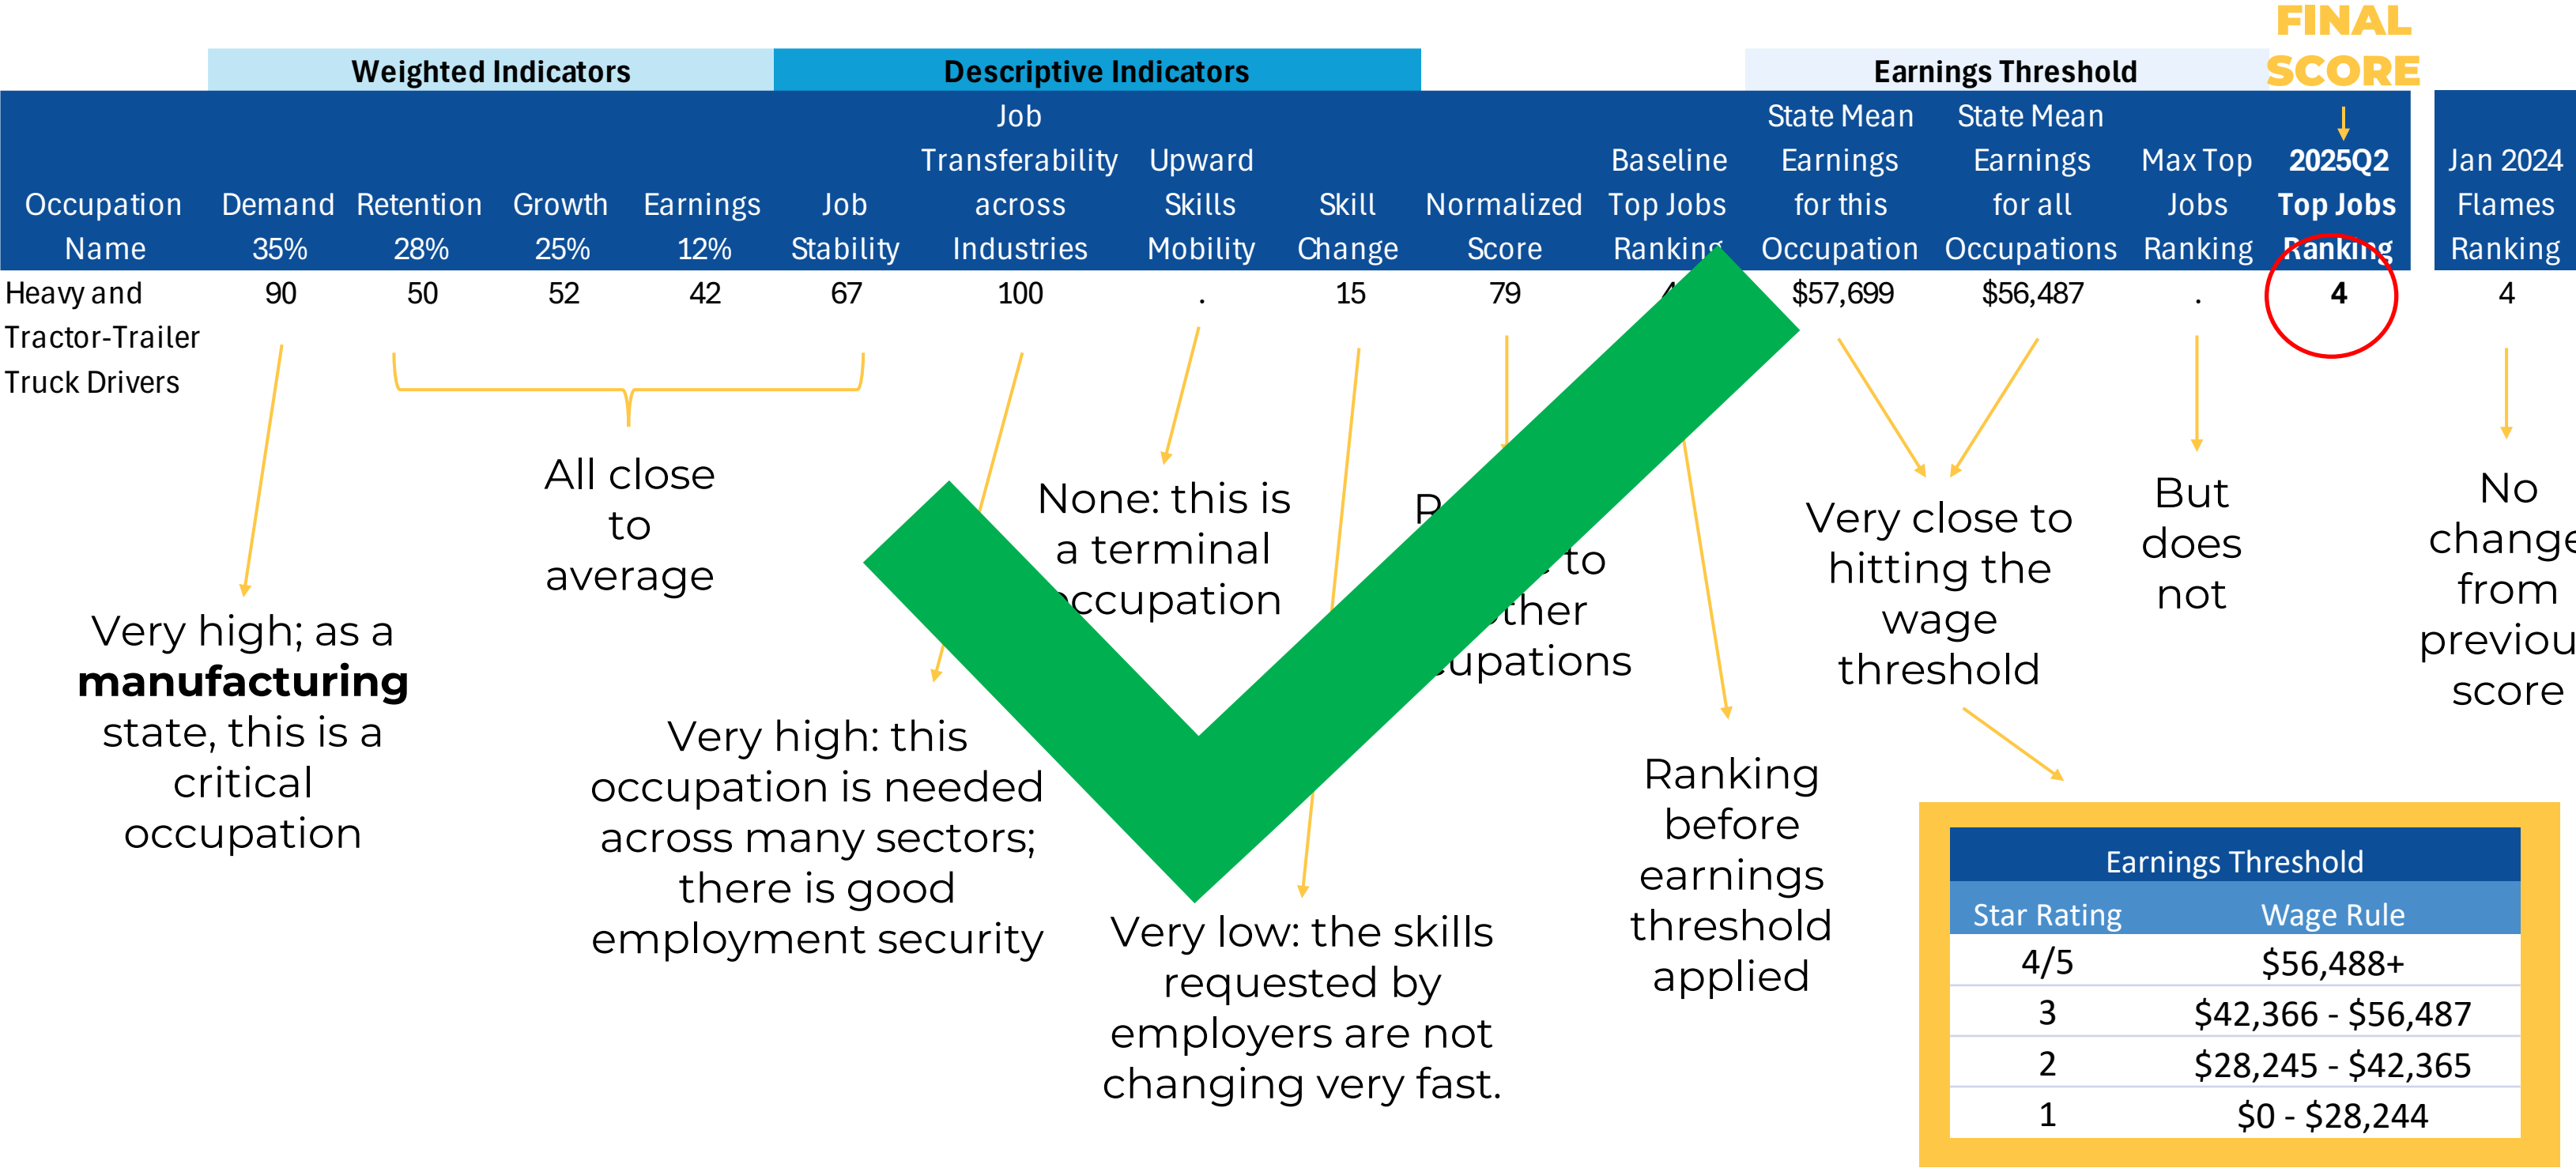 FINAL
SCORE
Weighted Indicators
Descriptive Indicators
Earnings Threshold
Occupation
Name
Demand
35%
Retention
28%
Growth
25%
Earnings
12%
Job
Stability
Job
Transferability
across
Industries
Upward
Skills
Mobility
Skill
Change
Normalized
Score
Baseline
Top Jobs
Ranking
State Mean
Earnings
for this
Occupation
State Mean
Earnings
for all
Occupations
Max Top
Jobs
Ranking
2025Q2
Top Jobs
Ranking
Jan 2024
Flames
Ranking
Heavy and
Tractor-Trailer
Truck Drivers
90
50
52
42
67
100
.
15
79
$57,699
$56,487
.
4
4
Very high; as a
manufacturing
state, this is a
critical
occupation
All close
to
average
Very high: this
occupation is needed
across many sectors;
there is good
employment security
None: this is
a terminal
occupation
Very low: the skills
requested by
employers are not
changing very fast.
to
other
Ranking
before
earnings
threshold
applied
Very close to
hitting the
wage
threshold
But
does
not
No
change
from
previou
score
Earnings Threshold
Star Rating Wage Rule
4/5 $56,488+
3 $42,366 - $56,487
2 $28,245 - $42,365
1 $0 - $28,244